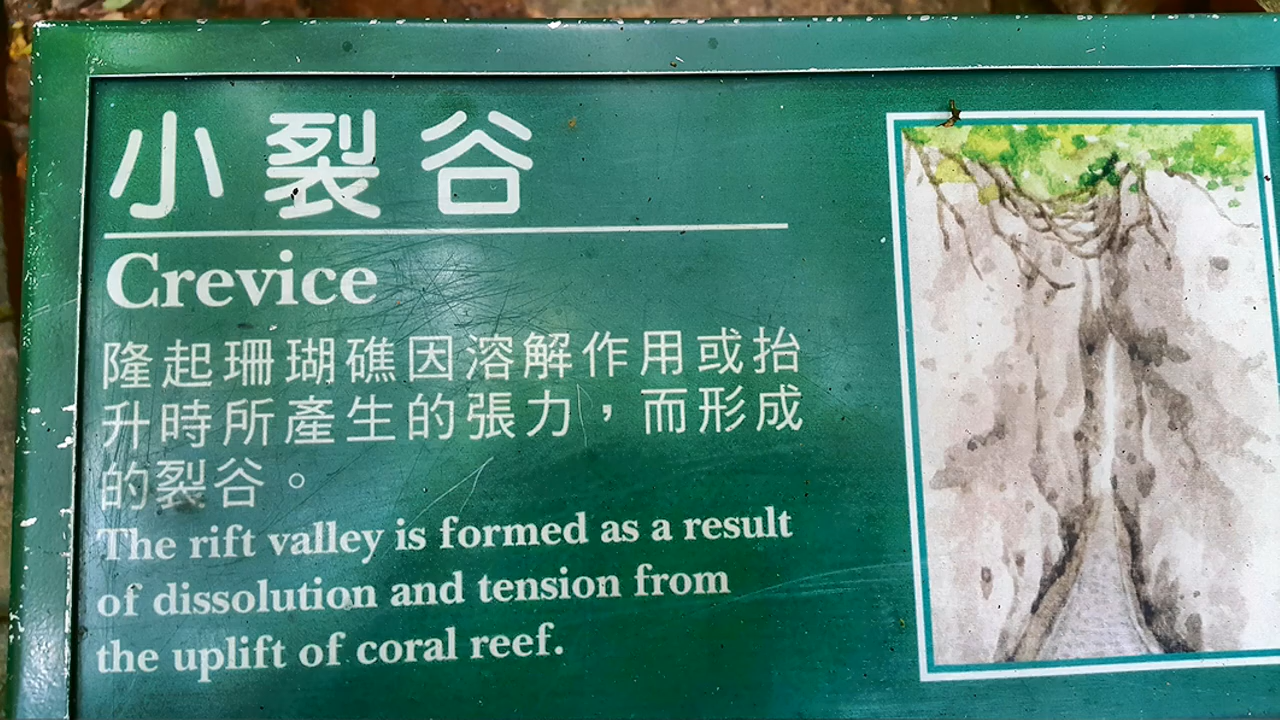 小裂谷
Crevice
隆起珊瑚礁因溶解作用或抬
升時所產生的張力，而形成
的裂谷。
The rift valley is formed as a result
of dissolution and tension from
the uplift of coral reef.